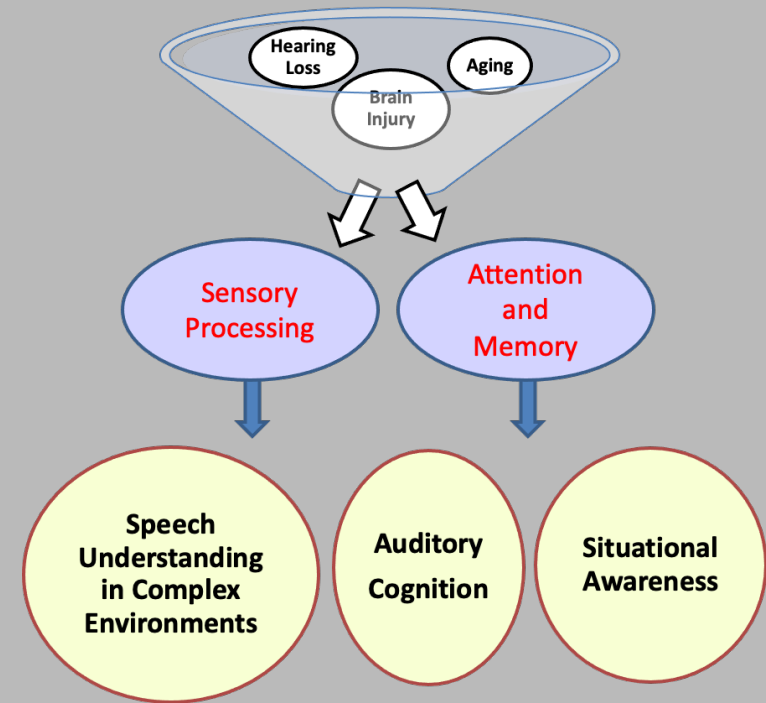 Hearing
Loss
Aging
Brain
Injury
Sensory
Processing
Attention
and
Memory
Speech
Understanding
in Complex
Environments
Auditory
Cognition
Situational
Awareness